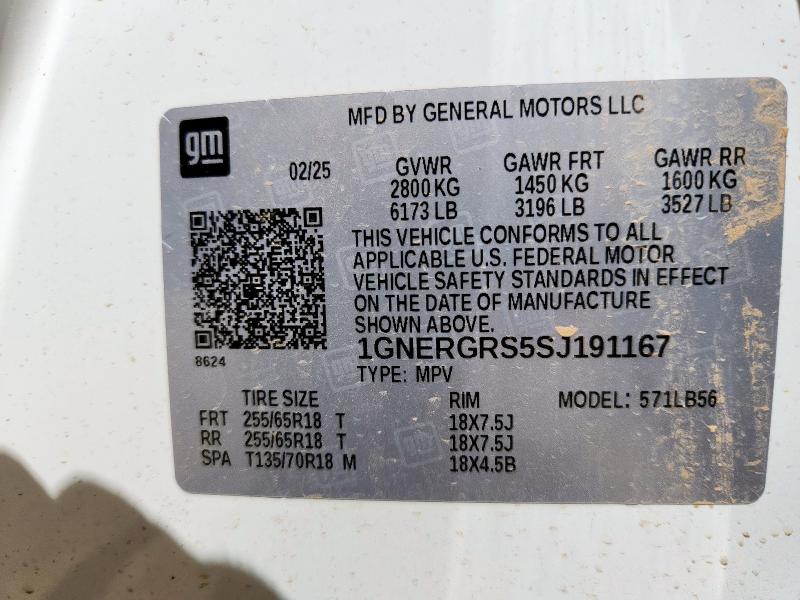 MFD BY GENERAL MOTORS LLC
gm
02/25
GVWR GAWR FRT GAWR RR
2800 KG 1450 KG 1600 KG
6173 LB 3196 LB 3527 LB
THIS VEHICLE CONFORMS TO ALL
APPLICABLE U.S. FEDERAL MOTOR
VEHICLE SAFETY STANDARDS IN EFFECT
ON THE DATE OF MANUFACTURE
SHOWN ABOVE.
1GNERGRS5SJ191167
8624
TYPE: MPV
TIRE SIZE RIM MODEL: 571LB56
FRT 255/65R18 T 18X7.5J
RR 255/65R18 T 18X7.5J
SPA T135/70R18 M 18X4.5B